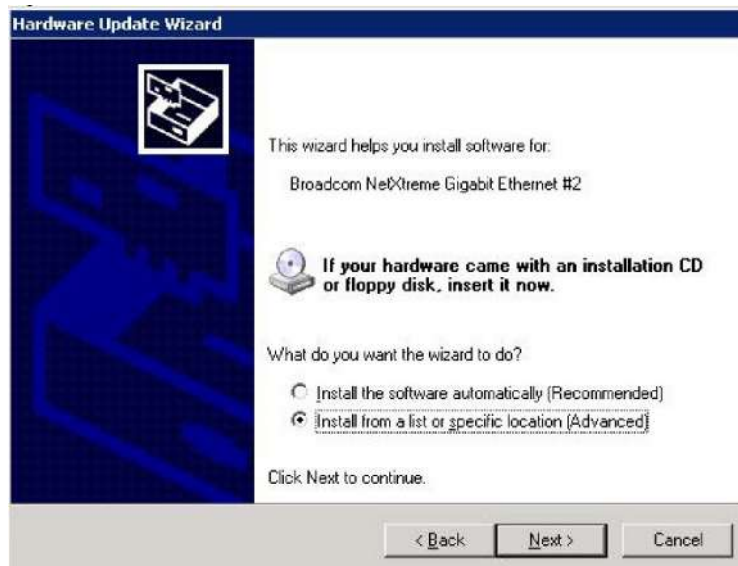 Hardware Update Wizard
This wizard helps you install software for:
Broadcom NetXtreme Gigabit Ethernet #2
If your hardware came with an installation CD
or floppy disk, insert it now.
What do you want the wizard to do?
Install the software automatically (Recommended)
Install from a list or specific location (Advanced)
Click Next to continue.
< Back
Next >
Cancel